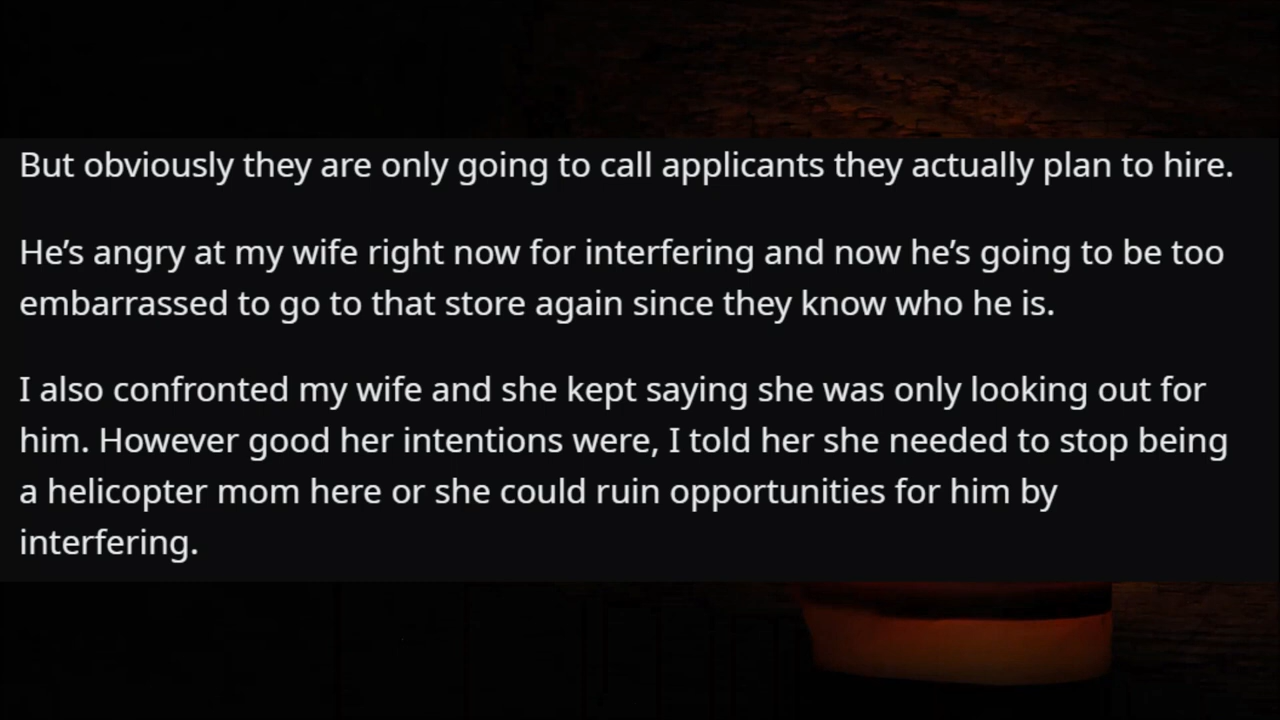 But obviously they are only going to call applicants they actually plan to hire.
He’s angry at my wife right now for interfering and now he’s going to be too
embarrassed to go to that store again since they know who he is.
I also confronted my wife and she kept saying she was only looking out for
him. However good her intentions were, I told her she needed to stop being
a helicopter mom here or she could ruin opportunities for him by
interfering.